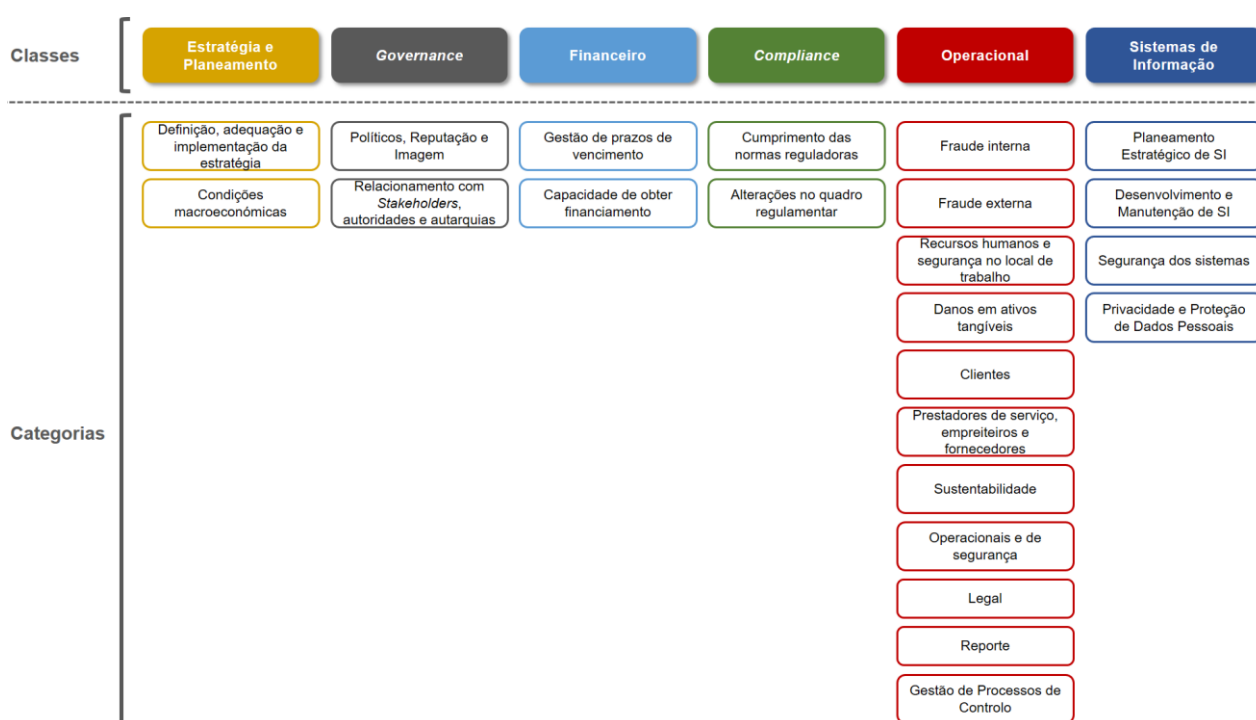 Classes
Estratégia e
Planeamento
Governance
Financeiro
Compliance
Operacional
Sistemas de
Informação
Categorias
Definição, adequação e
implementação da
estratégia
Condições
macroeconómicas
Políticos, Reputação e
Imagem
Relacionamento com
Stakeholders,
autoridades e autarquias
Gestão de prazos de
vencimento
Capacidade de obter
financiamento
Cumprimento das
normas reguladoras
Alterações no quadro
regulamentar
Fraude interna
Fraude externa
Recursos humanos e
segurança no local de
trabalho
Danos em ativos
tangíveis
Clientes
Prestadores de serviço,
empreiteiros e
fornecedores
Sustentabilidade
Operacionais e de
segurança
Legal
Reporte
Gestão de Processos de
Controlo
Planeamento
Estratégico de SI
Desenvolvimento e
Manutenção de SI
Segurança dos sistemas
Privacidade e Proteção
de Dados Pessoais